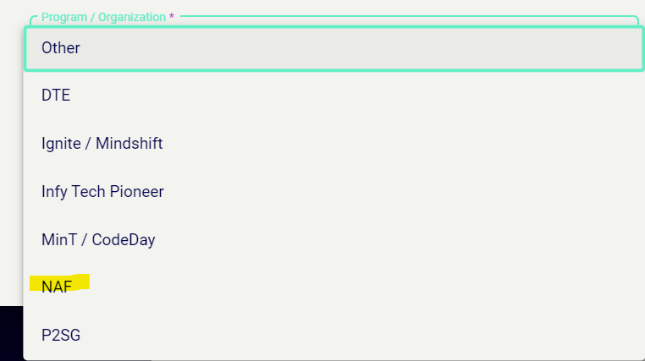 Program / Organization *
Other
DTE
Ignite / Mindshift
Infy Tech Pioneer
MinT / CodeDay
NAF
P2SG